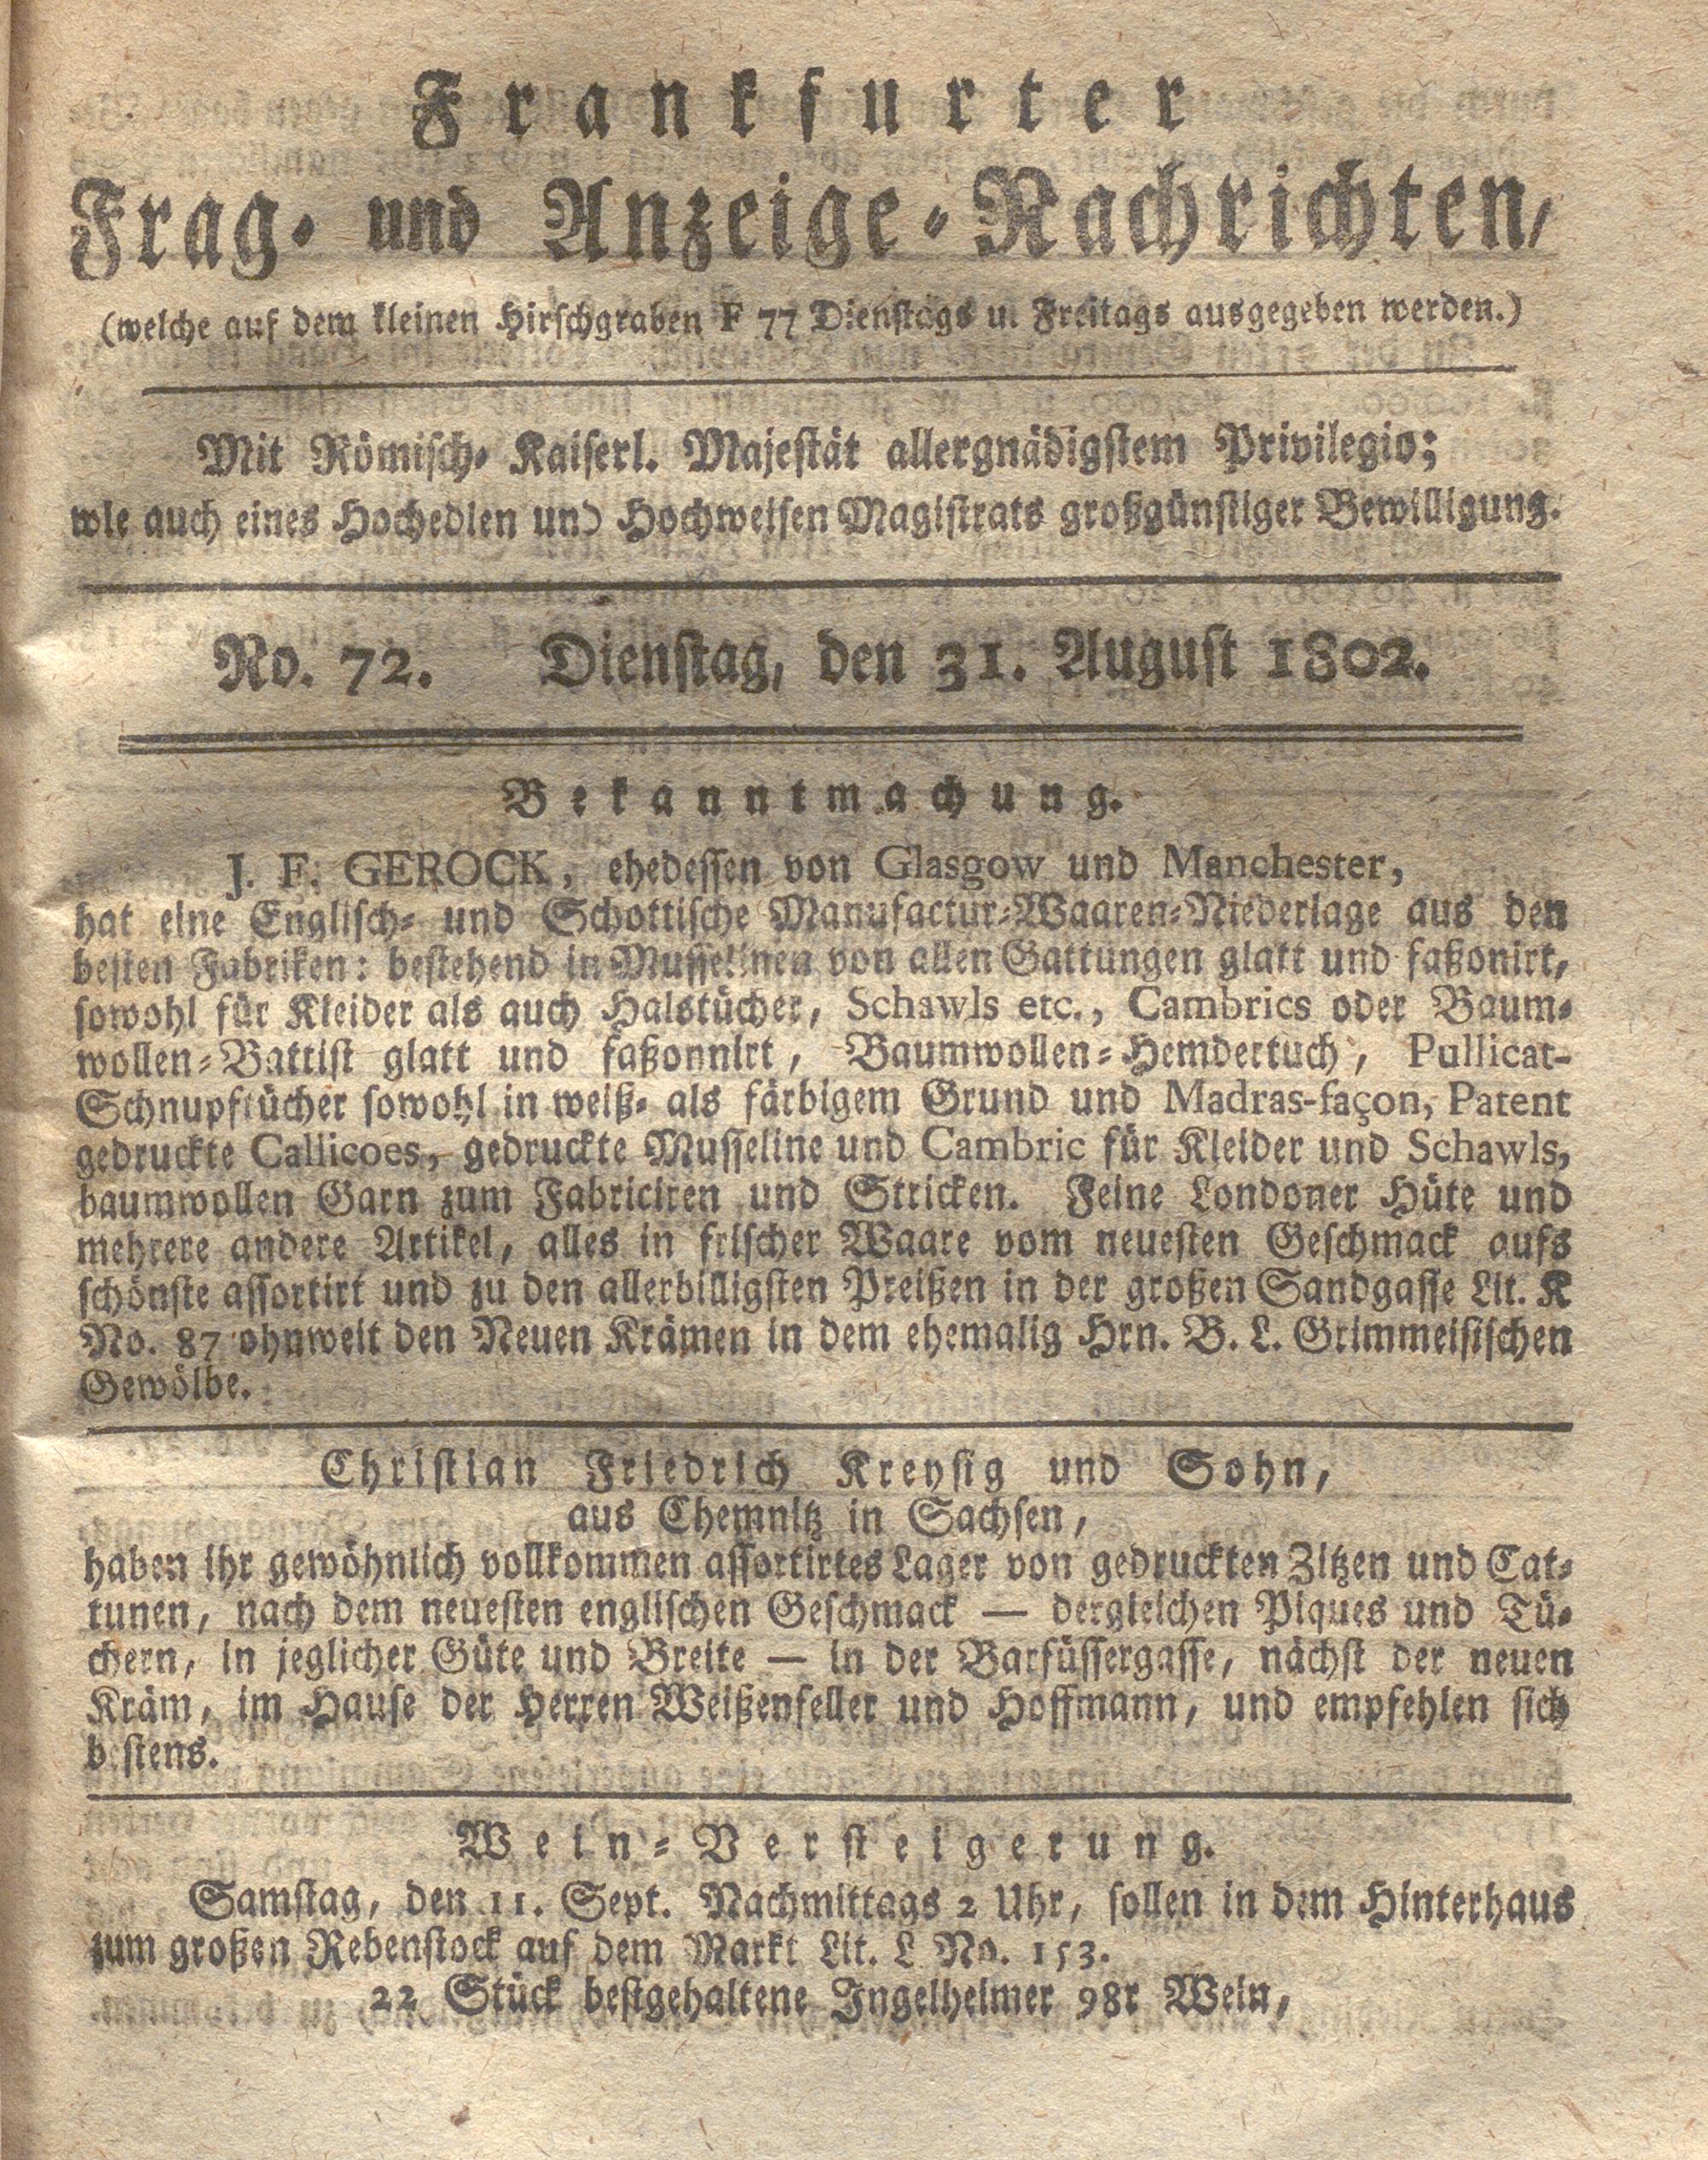 Frankfurter
Frag- und Anzeige-Nachrichten,
(welche auf dem kleinen Hirschgraben F 77 Dienstags u. Freitags ausgegeben werden.)
Mit Römisch- Kaiserl. Majestät allergnädigstem Privilegio;
wie auch eines Hochedlen und Hochweisen Magistrats großgünstiger Bewilligung.
No. 72. Dienstag, den 31. August 1802.
Bekanntmachung.
J. F. GEROCK, ehedessen von Glasgow und Manchester,
hat eine Englisch- und Schottische Manufactur-Waaren-Niederlage aus den
besten Fabriken: bestehend in Musselinen von allen Gattungen glatt und faßonirt,
sowohl für Kleider als auch Halstücher, Schawls etc., Cambrics oder Baum-
wollen-Battist glatt und faßonnirt, Baumwollen-Hemdertuch, Pullicat-
Schnupftücher sowohl in weiß- als färbigem Grund und Madras-façon, Patent
gedruckte Callicoes, gedruckte Musseline und Cambric für Kleider und Schawls,
baumwollen Garn zum Fabriciren und Stricken. Feine Londoner Hüte und
mehrere andere Artikel, alles in frischer Waare vom neuesten Geschmack aufs
schönste assortirt und zu den allerbilligsten Preißen in der großen Sandgasse Lit. K
No. 87 ohnweit den Neuen Krämen in dem ehemalig Hrn. B. L. Grimmeisischen
Gewölbe.
Christian Friedrich Kreysig und Sohn,
aus Chemnitz in Sachsen,
haben ihr gewöhnlich vollkommen assortirtes Lager von gedruckten Zitzen und Cat-
tunen, nach dem neuesten englischen Geschmack — dergleichen Piques und Tü-
chern, in jeglicher Güte und Breite — in der Barfüssergasse, nächst der neuen
Kräm, im Hause der Herren Weißenfeller und Hoffmann, und empfehlen sich
bestens.
Wein-Versteigerung.
Samstag, den 11. Sept. Nachmittags 2 Uhr, sollen in dem Hinterhaus
zum großen Rebenstock auf dem Markt Lit. L No. 153.
22 Stück bestgehaltene Ingelheimer 98r Wein,